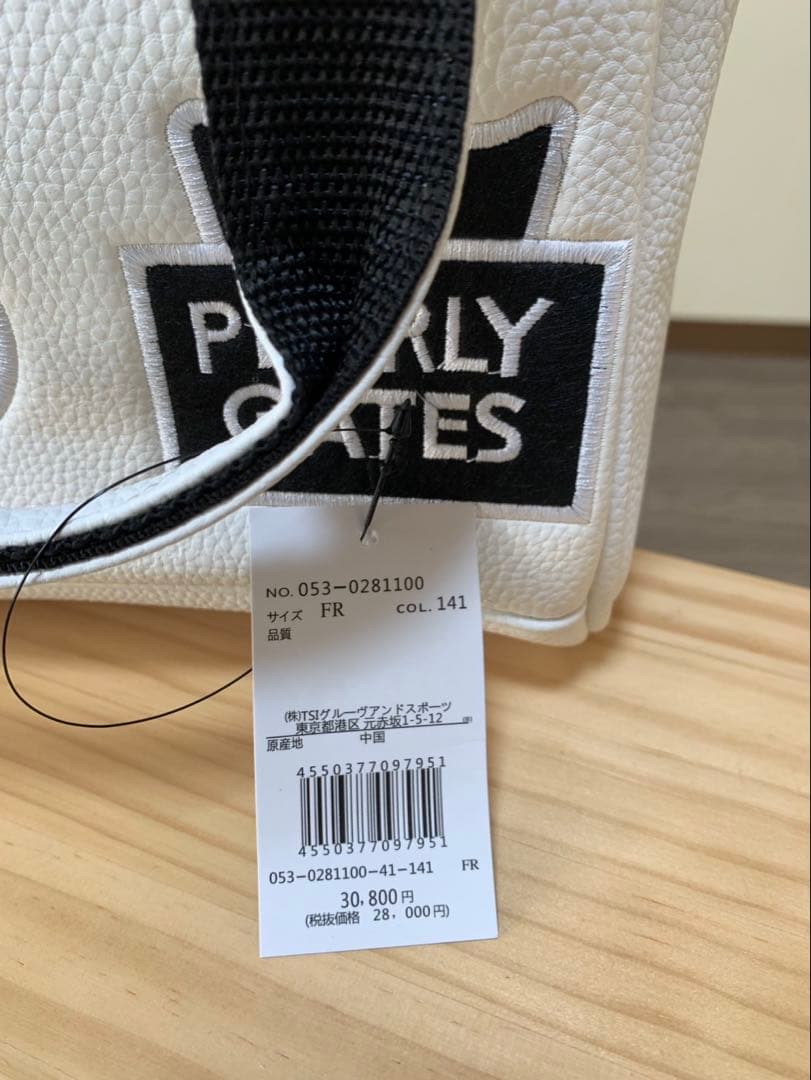 P RLY
GATES
NO. 053-0281100
サイズ FR COL. 141
品質
(株)TSIグルーヴアンドスポーツ
東京都港区 元赤坂1-5-12
原産地 中国
4550377097951
4550377097951
053-0281100-41-141 FR
30,800円
(税抜価格 28,000円)